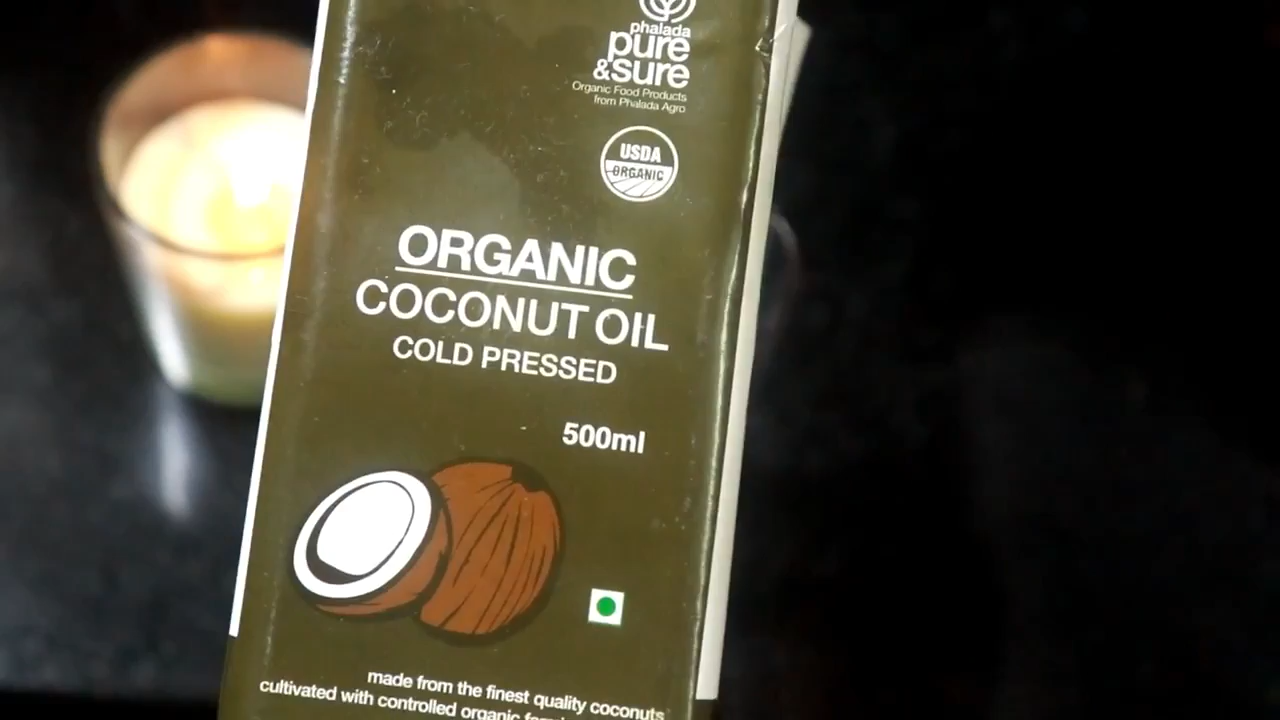 phalada
pure
&sure
Organic Food Products
from Phalada Agro
USDA
ORGANIC
ORGANIC
COCONUT OIL
COLD PRESSED
500ml
made from the finest quality coconuts
cultivated with controlled organic